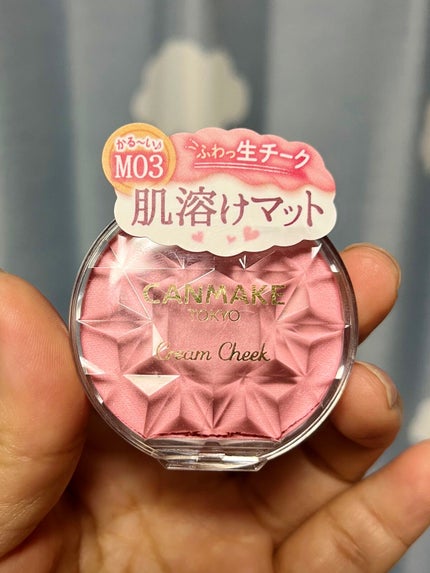 かる〜い♪
M03
ふわっ生チーク
肌溶けマット
CANMAKE
TOKYO
Cream Cheek